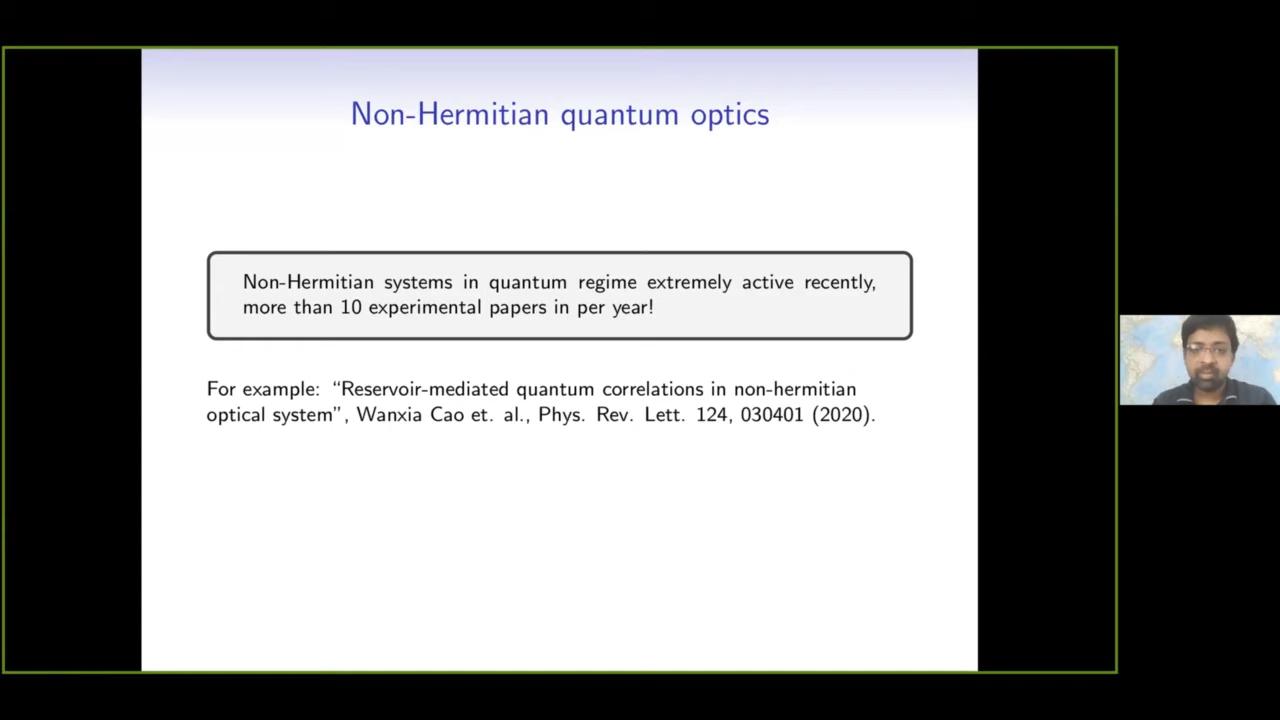 Non-Hermitian quantum optics
Non-Hermitian systems in quantum regime extremely active recently,
more than 10 experimental papers in per year!
For example: “Reservoir-mediated quantum correlations in non-hermitian
optical system”, Wanxia Cao et. al., Phys. Rev. Lett. 124, 030401 (2020).